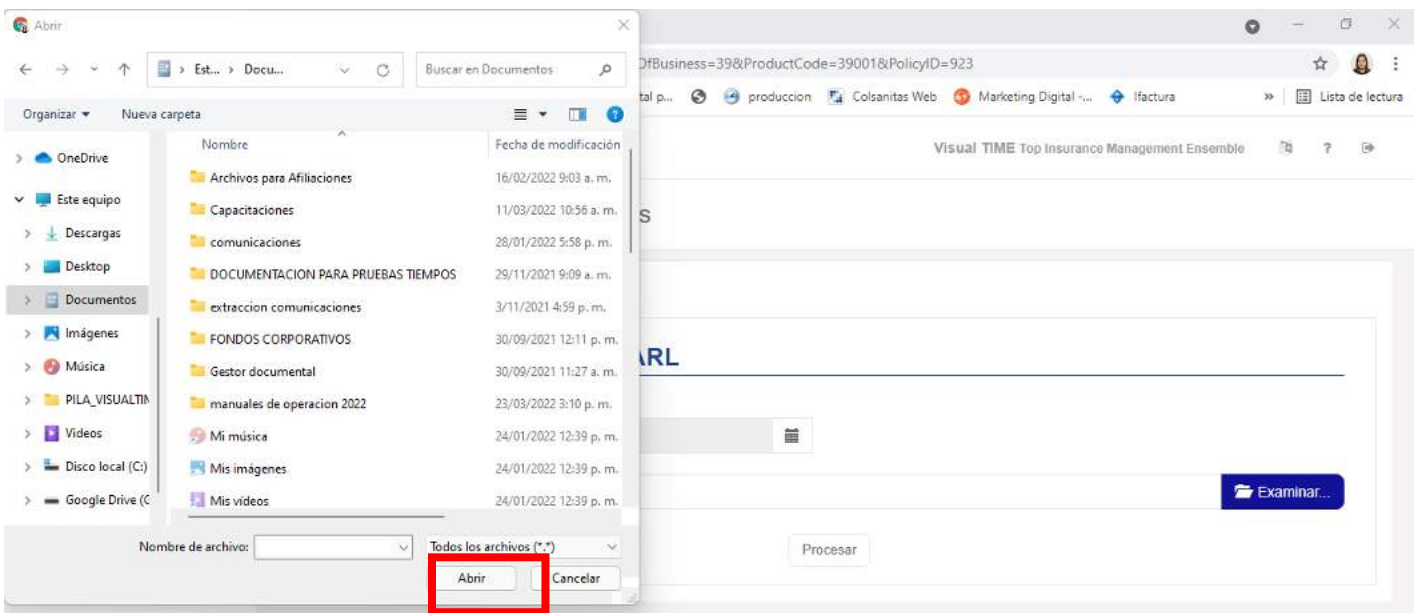 Abrir
Est... › Docu...
Buscar en Documentos
Organizar
Nueva carpeta
Nombre
Fecha de modificación
OneDrive
Este equipo
Descargas
Desktop
Documentos
Imágenes
Música
PILA_VISUALTIN
Videos
Disco local (C:)
Google Drive (G
Archivos para Afiliaciones 16/02/2022 9:03 a. m.
Capacitaciones 11/03/2022 10:56 a. m.
comunicaciones 28/01/2022 5:58 p. m.
DOCUMENTACION PARA PRUEBAS TIEMPOS 29/11/2021 9:09 a. m.
extraccion comunicaciones 3/11/2021 4:59 p. m.
FONDOS CORPORATIVOS 30/09/2021 12:11 p. m.
Gestor documental 30/09/2021 11:27 a. m.
manuales de operacion 2022 23/03/2022 3:10 p. m.
Mi música 24/01/2022 12:39 p. m.
Mis imágenes 24/01/2022 12:39 p. m.
Mis vídeos 24/01/2022 12:39 p. m.
Nombre de archivo:
Todos los archivos (*.*)
Abrir
Cancelar
OfBusiness=39&ProductCode=39001&PolicyID=923
tal p...
produccion
Colsanitas Web
Marketing Digital -...
Ifactura
»
Lista de lectura
Visual TIME Top Insurance Management Ensemble
?
S
ARL
Examinar...
Procesar